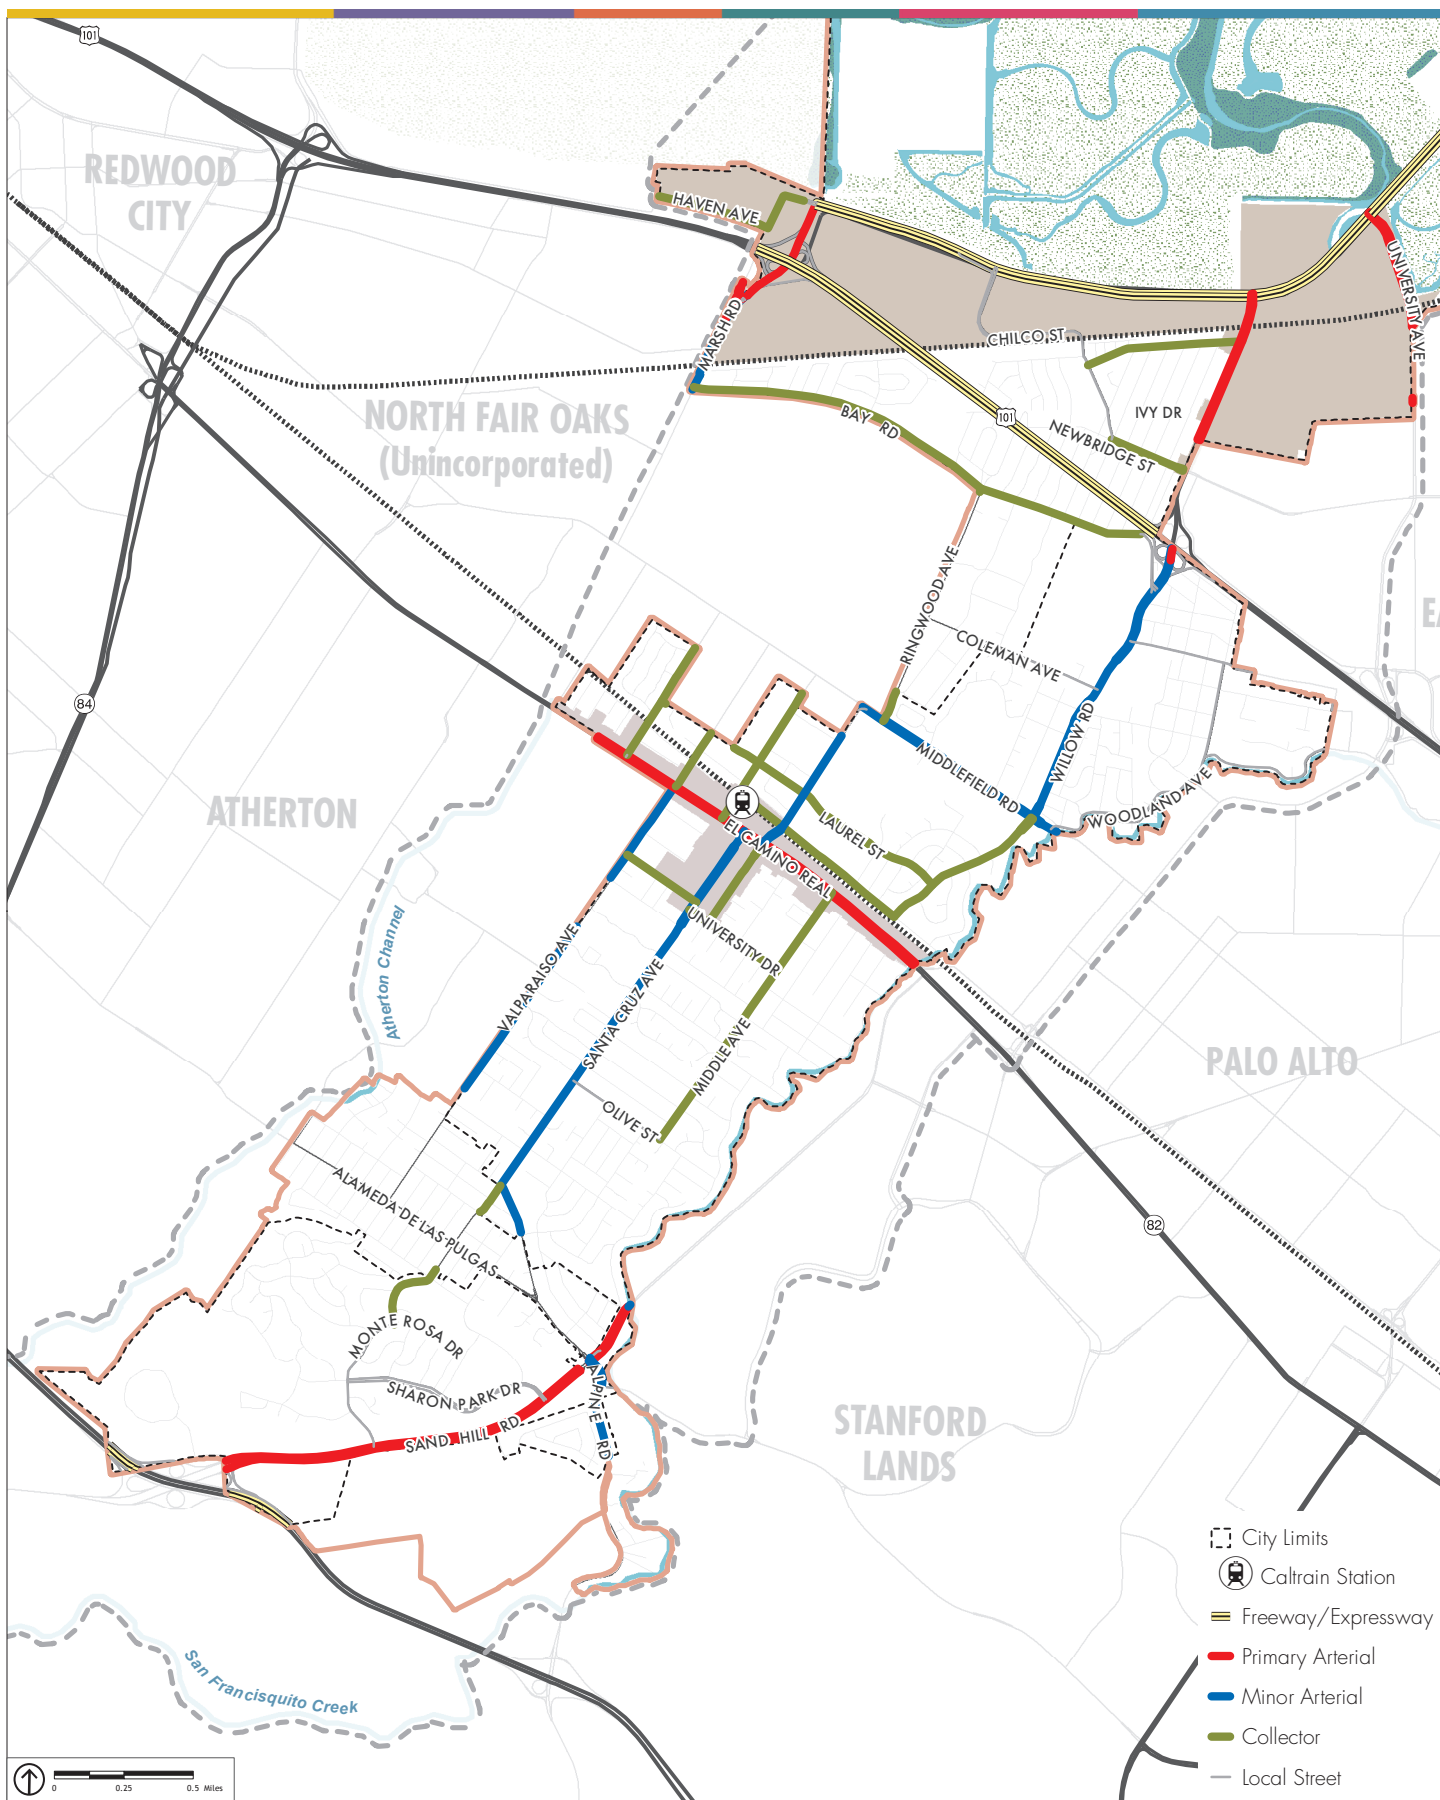 101
REDWOOD
CITY
HAVEN AVE
UNIVERSITY AVE
MARSH RD
CHILCO ST
NORTH FAIR OAKS
(Unincorporated)
BAY RD
101
IVY DR
NEWBRIDGE ST
RINGWOOD AVE
COLEMAN AVE
84
WILLOW RD
MIDDLEFIELD RD
WOODLAND AVE
ATHERTON
LAUREL ST
EL CAMINO REAL
Atherton Channel
UNIVERSITY DR
VALPARAISO AVE
SANTA CRUZ AVE
MIDDLE AVE
PALO ALTO
OLIVE ST
ALAMEDA DE LAS PULGAS
82
MONTE ROSA DR
SHARON PARK DR
ALPINE RD
SAND HILL RD
STANFORD
LANDS
San Francisquito Creek
City Limits
Caltrain Station
Freeway/Expressway
Primary Arterial
Minor Arterial
Collector
Local Street
0 0.25 0.5 Miles